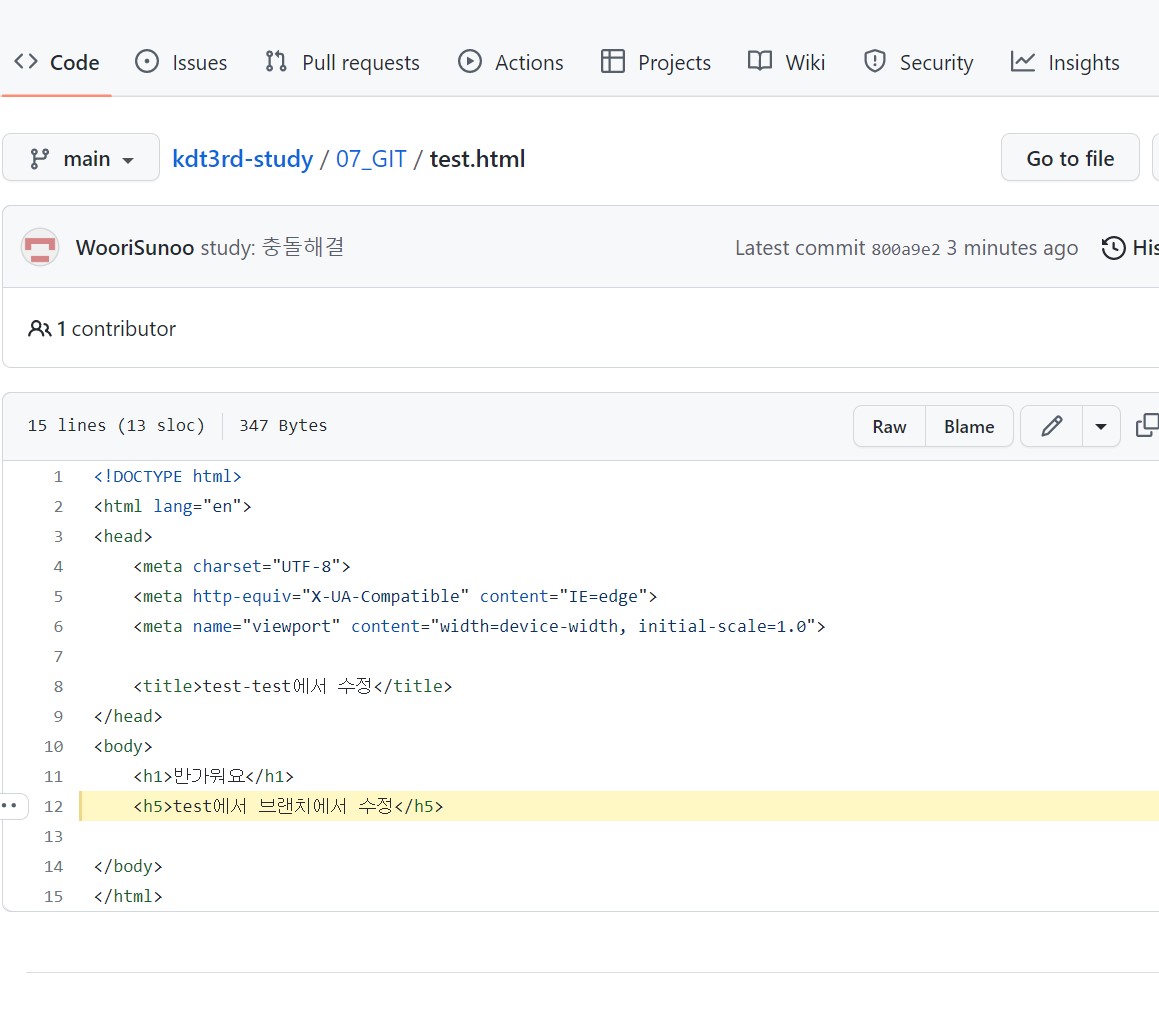 Code Issues Pull requests Actions Projects Wiki Security Insights
main kdt3rd-study / 07_GIT / test.html Go to file
WooriSunoo study: 충돌해결 Latest commit 800a9e2 3 minutes ago His
1 contributor
15 lines (13 sloc) 347 Bytes Raw Blame
1 <!DOCTYPE html>
2 <html lang="en">
3 <head>
4 <meta charset="UTF-8">
5 <meta http-equiv="X-UA-Compatible" content="IE=edge">
6 <meta name="viewport" content="width=device-width, initial-scale=1.0">
7
8 <title>test-test에서 수정</title>
9 </head>
10 <body>
11 <h1>반가워요</h1>
12 <h5>test에서 브랜치에서 수정</h5>
13
14 </body>
15 </html>